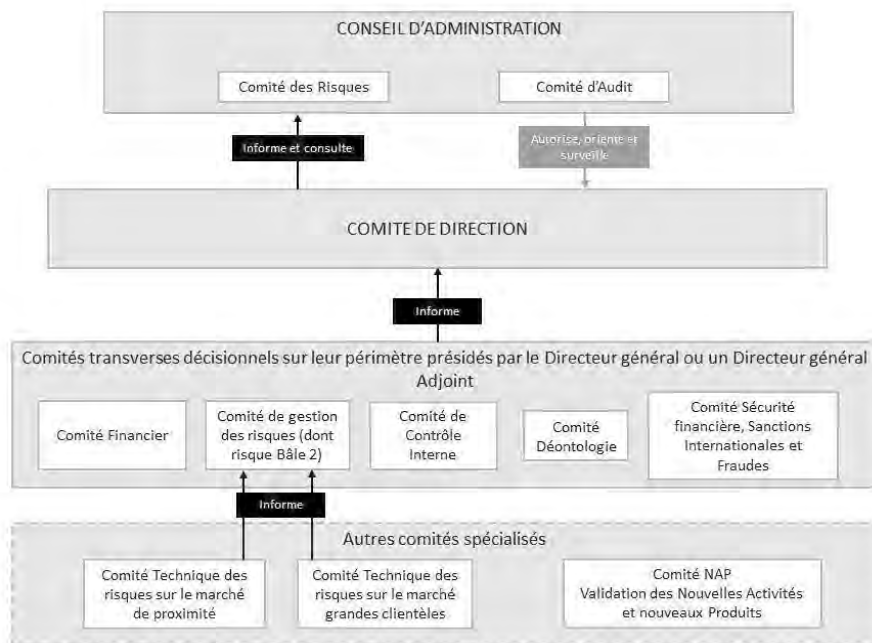 CONSEIL D'ADMINISTRATION
Comité des Risques
Comité d'Audit
Informe et consulte
Autorise, oriente et
surveille
COMITE DE DIRECTION
Informe
Comités transverses décisionnels sur leur périmètre présidés par le Directeur général ou un Directeur général
Adjoint
Comité Financier
Comité de gestion
des risques (dont
risque Bâle 2)
Comité de
Contrôle
Interne
Comité
Déontologie
Comité Sécurité
financière, Sanctions
Internationales et
Fraudes
Informe
Autres comités spécialisés
Comité Technique des
risques sur le marché
de proximité
Comité Technique des
risques sur le marché
grandes clientèles
Comité NAP
Validation des Nouvelles Activités
et nouveaux Produits